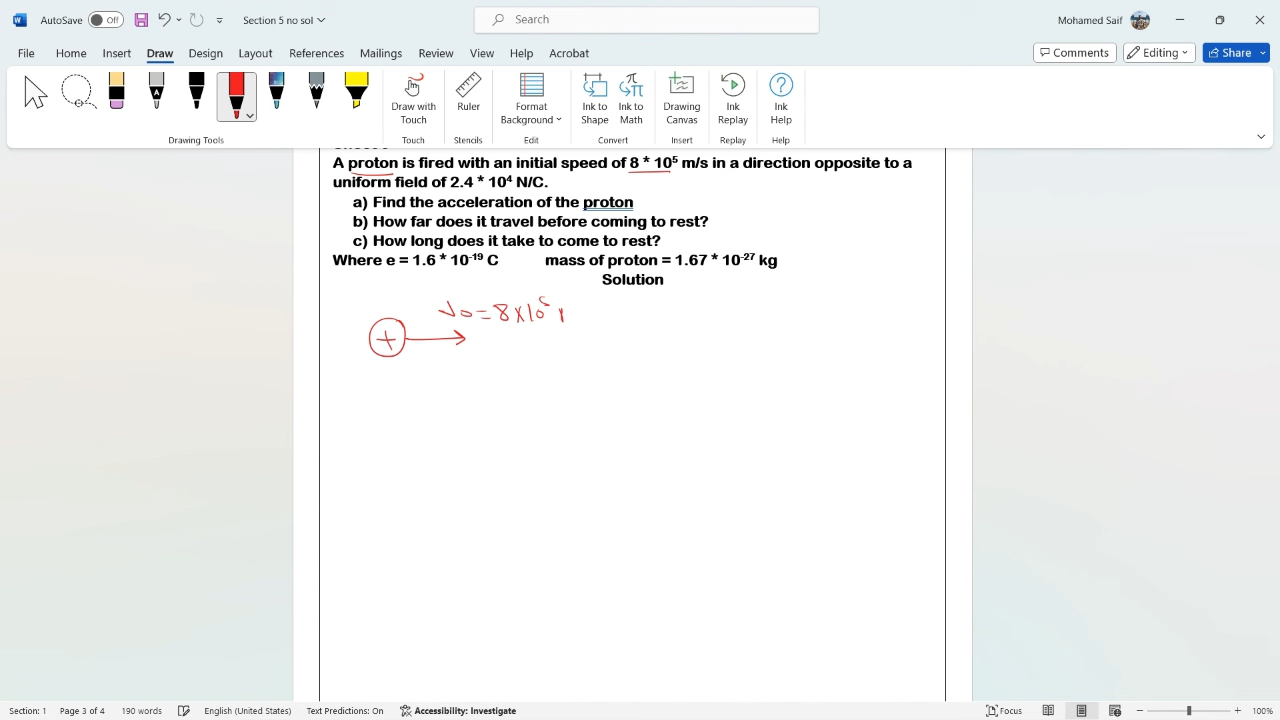 AutoSave Off Section 5 no sol Search Mohamed Saif
File Home Insert Draw Design Layout References Mailings Review View Help Acrobat Comments Editing Share
Draw with Touch Ruler Format Background Ink to Shape Ink to Math Drawing Canvas Ink Replay Ink Help
Drawing Tools Touch Stencils Edit Convert Insert Replay Help
A proton is fired with an initial speed of 8 * 10⁵ m/s in a direction opposite to a
uniform field of 2.4 * 10⁴ N/C.
a) Find the acceleration of the proton
b) How far does it travel before coming to rest?
c) How long does it take to come to rest?
Where e = 1.6 * 10⁻¹⁹ C mass of proton = 1.67 * 10⁻²⁷ kg
Solution
V0 = 8x10⁵
+
Section: 1 Page 3 of 4 190 words English (United States) Text Predictions: On Accessibility: Investigate Focus 100%